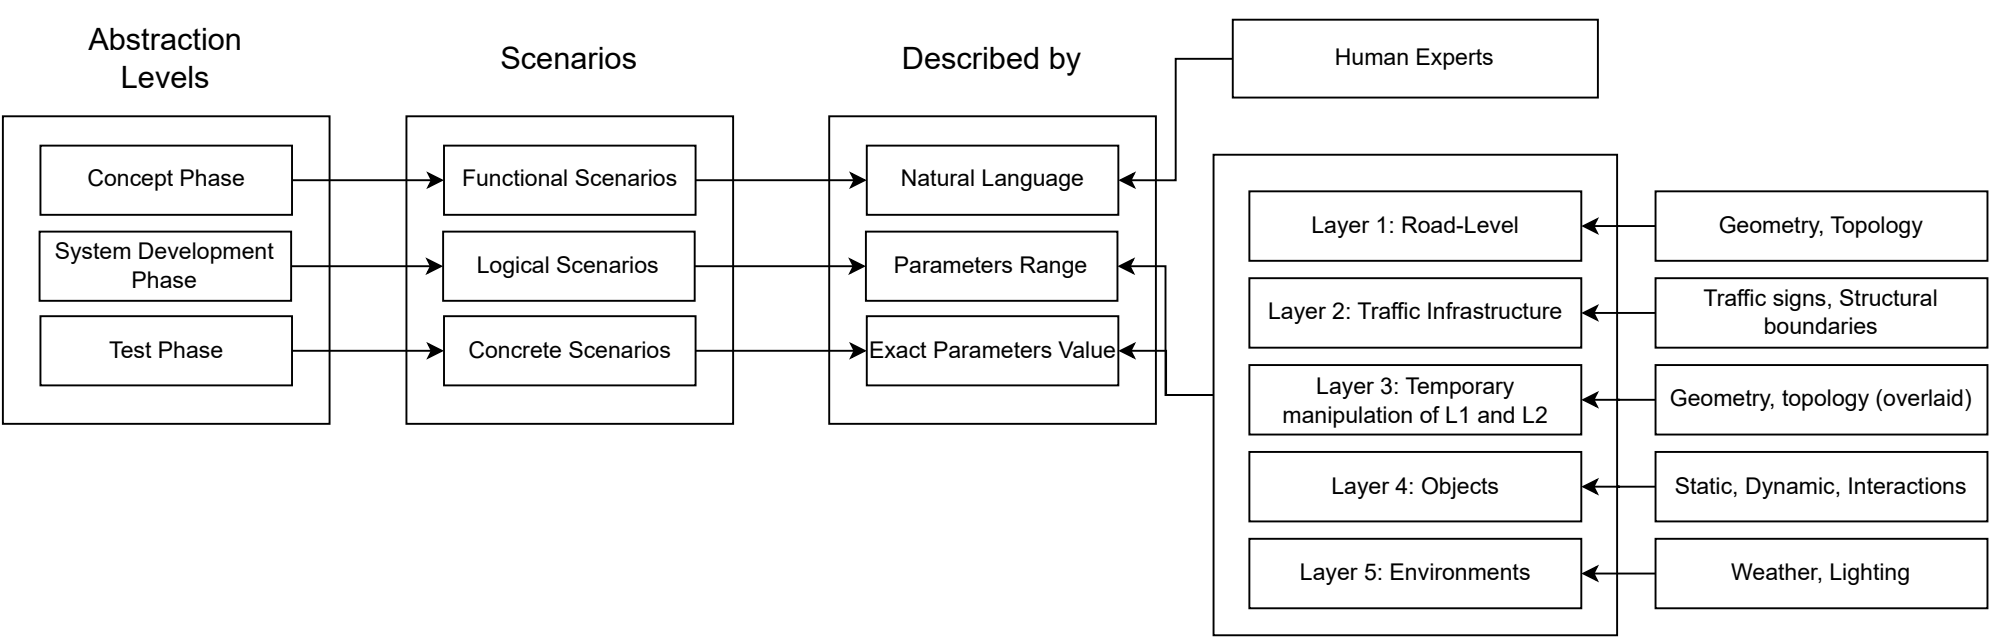 Abstraction
Levels
Scenarios
Described by
Human Experts
Concept Phase
Functional Scenarios
Natural Language
System Development
Phase
Logical Scenarios
Parameters Range
Test Phase
Concrete Scenarios
Exact Parameters Value
Layer 1: Road-Level
Geometry, Topology
Layer 2: Traffic Infrastructure
Traffic signs, Structural
boundaries
Layer 3: Temporary
manipulation of L1 and L2
Geometry, topology (overlaid)
Layer 4: Objects
Static, Dynamic, Interactions
Layer 5: Environments
Weather, Lighting